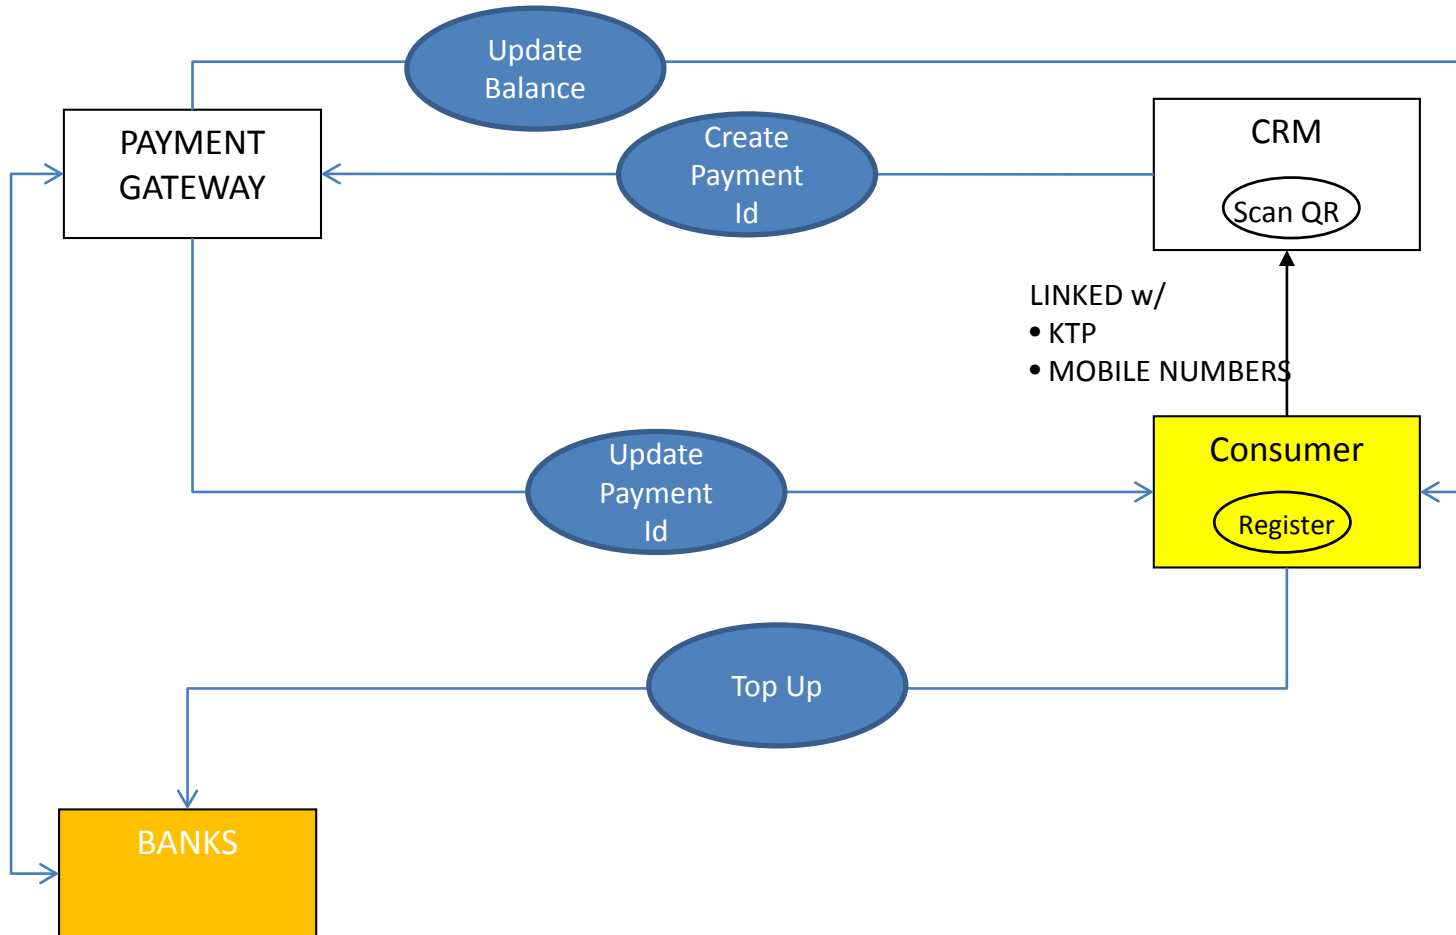 Update
Balance
PAYMENT
GATEWAY
Create
Payment
Id
CRM
Scan QR
LINKED w/
• KTP
• MOBILE NUMBERS
Update
Payment
Id
Consumer
Register
Top Up
BANKS